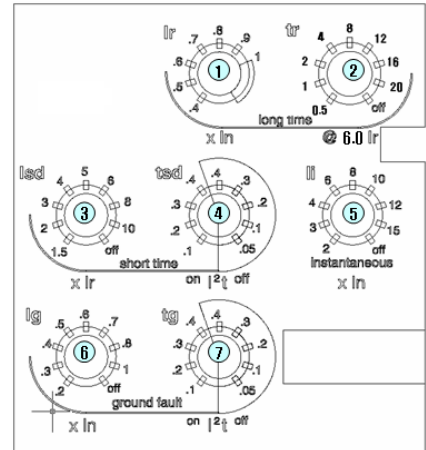 Ir .4 .5 .6 .7 .8 .9 1
1
tr 0.5 1 2 4 8 12 16 20 off
2
long time
x In @ 6.0 Ir
Isd 1.5 2 3 4 5 6 8 10 off
3
tsd .1 .2 .3 .4 .4 .3 .2 .1 .05
4
Ii 2 3 4 6 8 10 12 15 off
5
short time on I²t off instantaneous
x Ir x In
Ig .2 .3 .4 .5 .6 .7 .8 1 off
6
tg .1 .2 .3 .4 .4 .3 .2 .1 .05
7
ground fault
x In on I²t off